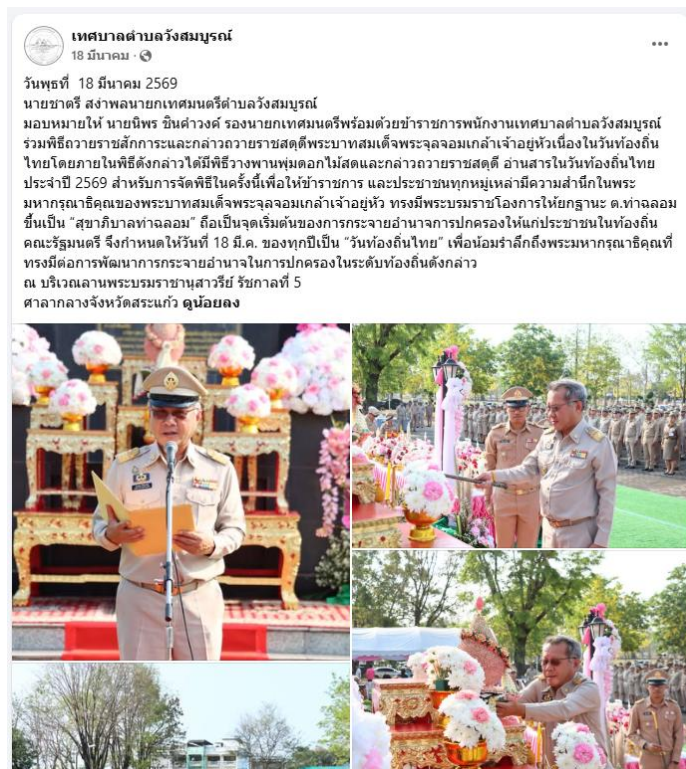 เทศบาลตำบลวังสมบูรณ์
18 มีนาคม ·
วันพุธที่ 18 มีนาคม 2569
นายชาตรี สง่าพลนายกเทศมนตรีตำบลวังสมบูรณ์
มอบหมายให้ นายนิพร ชินคำวงค์ รองนายกเทศมนตรีพร้อมด้วยข้าราชการพนักงานเทศบาลตำบลวังสมบูรณ์
ร่วมพิธีถวายราชสักการะและกล่าวถวายราชสดุดีพระบาทสมเด็จพระจุลจอมเกล้าเจ้าอยู่หัวเนื่องในวันท้องถิ่น
ไทยโดยภายในพิธีดังกล่าวได้มีพิธีวางพานพุ่มดอกไม้สดและกล่าวถวายราชสดุดี อ่านสารในวันท้องถิ่นไทย
ประจำปี 2569 สำหรับการจัดพิธีในครั้งนี้เพื่อให้ข้าราชการ และประชาชนทุกหมู่เหล่ามีความสำนึกในพระ
มหากรุณาธิคุณของพระบาทสมเด็จพระจุลจอมเกล้าเจ้าอยู่หัว ทรงมีพระบรมราชโองการให้ยกฐานะ ต.ท่าฉลอม
ขึ้นเป็น "สุขาภิบาลท่าฉลอม" ถือเป็นจุดเริ่มต้นของการกระจายอำนาจการปกครองให้แก่ประชาชนในท้องถิ่น
คณะรัฐมนตรี จึงกำหนดให้วันที่ 18 มี.ค. ของทุกปีเป็น "วันท้องถิ่นไทย" เพื่อน้อมรำลึกถึงพระมหากรุณาธิคุณที่
ทรงมีต่อการพัฒนาการกระจายอำนาจในการปกครองในระดับท้องถิ่นดังกล่าว
ณ บริเวณลานพระบรมราชานุสาวรีย์ รัชกาลที่ 5
ศาลากลางจังหวัดสระแก้ว ดูน้อยลง